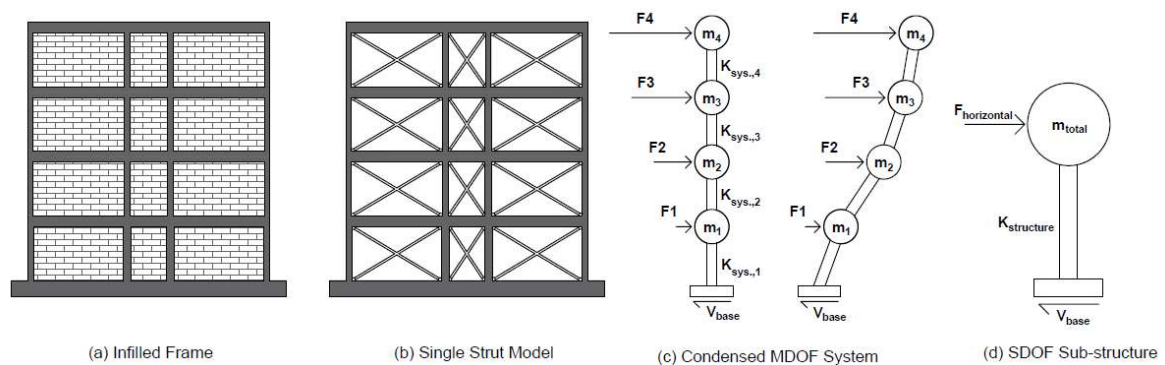 F4
m4
Ksys.,4
F3
m3
Ksys.,3
F2
m2
Ksys.,2
F1
m1
Ksys.,1
Vbase
F4
m4
F3
m3
F2
m2
F1
m1
Vbase
Fhorizontal
mtotal
Kstructure
Vbase
(a) Infilled Frame
(b) Single Strut Model
(c) Condensed MDOF System
(d) SDOF Sub-structure